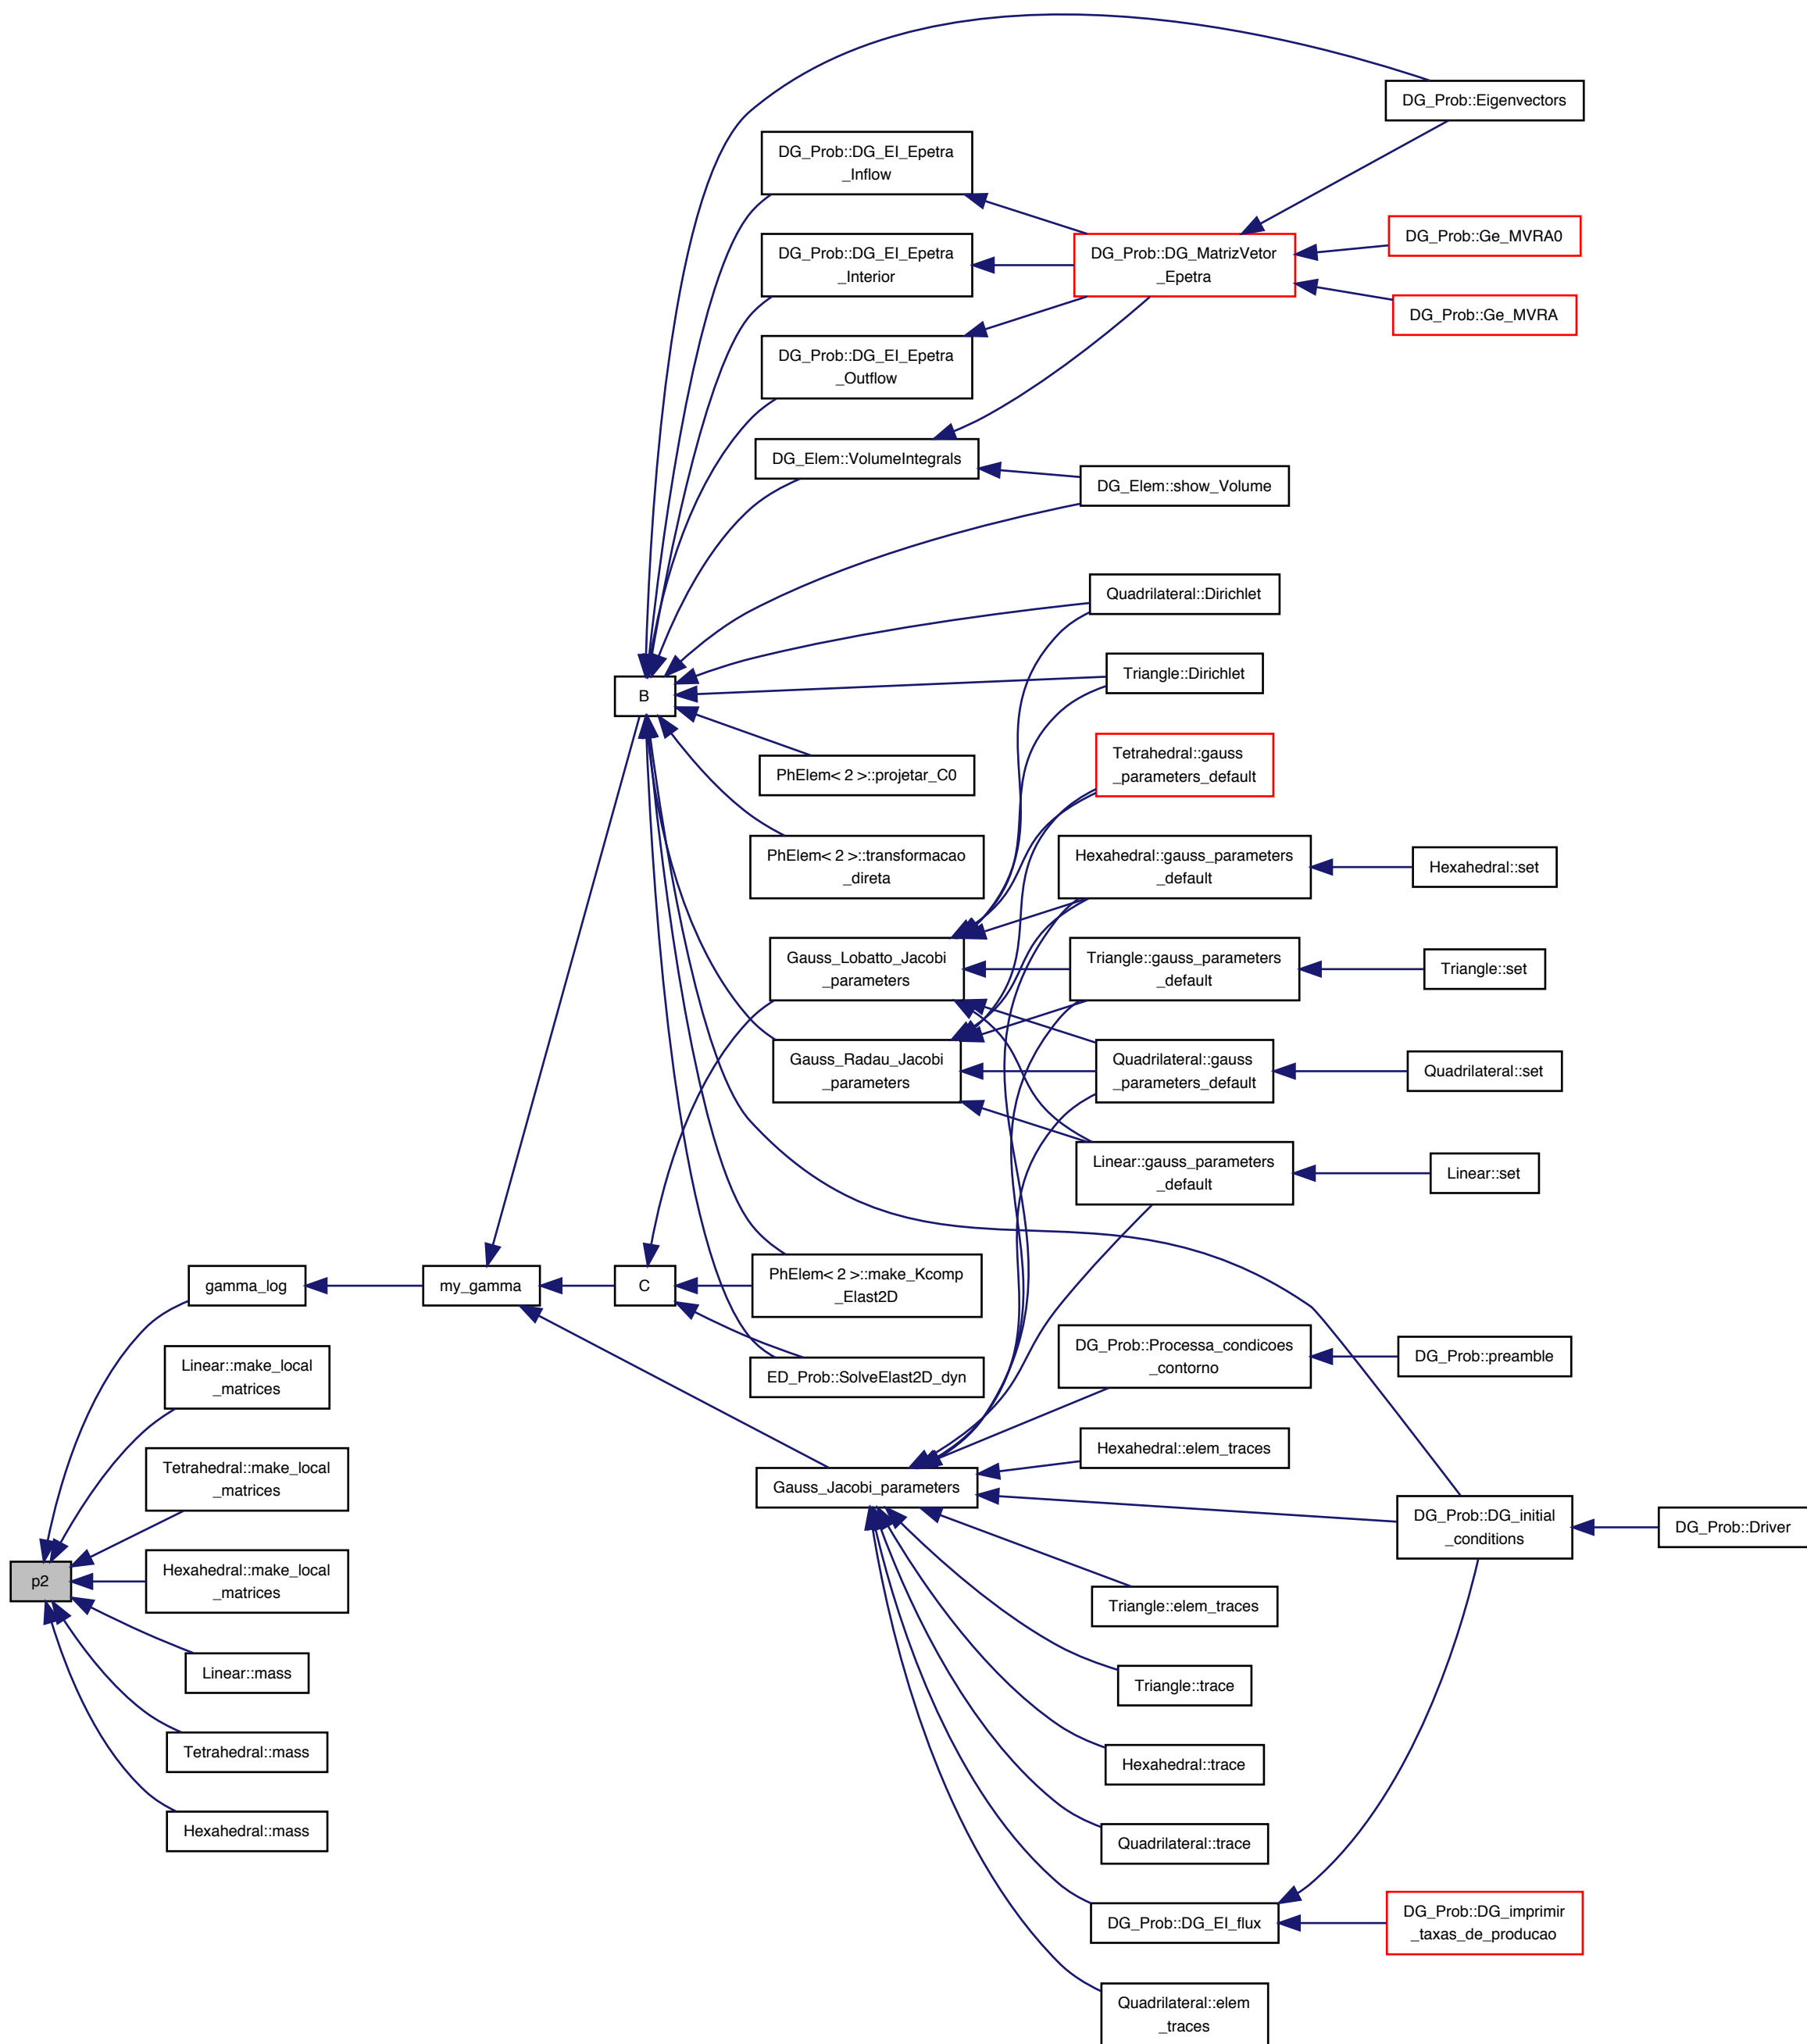 DG_Prob::Eigenvectors
DG_Prob::DG_EI_Epetra
_Inflow
DG_Prob::Ge_MVRA0
DG_Prob::DG_EI_Epetra
_Interior
DG_Prob::DG_MatrizVetor
_Epetra
DG_Prob::Ge_MVRA
DG_Prob::DG_EI_Epetra
_Outflow
DG_Elem::VolumeIntegrals
DG_Elem::show_Volume
Quadrilateral::Dirichlet
Triangle::Dirichlet
B
PhElem< 2 >::projetar_C0
Tetrahedral::gauss
_parameters_default
PhElem< 2 >::transformacao
_direta
Hexahedral::gauss_parameters
_default
Hexahedral::set
Gauss_Lobatto_Jacobi
_parameters
Triangle::gauss_parameters
_default
Triangle::set
Gauss_Radau_Jacobi
_parameters
Quadrilateral::gauss
_parameters_default
Quadrilateral::set
Linear::gauss_parameters
_default
Linear::set
gamma_log
my_gamma
C
PhElem< 2 >::make_Kcomp
_Elast2D
Linear::make_local
_matrices
ED_Prob::SolveElast2D_dyn
DG_Prob::Processa_condicoes
_contorno
DG_Prob::preamble
Hexahedral::elem_traces
Tetrahedral::make_local
_matrices
Gauss_Jacobi_parameters
DG_Prob::DG_initial
_conditions
DG_Prob::Driver
p2
Hexahedral::make_local
_matrices
Triangle::elem_traces
Linear::mass
Triangle::trace
Tetrahedral::mass
Hexahedral::trace
Hexahedral::mass
Quadrilateral::trace
DG_Prob::DG_EI_flux
DG_Prob::DG_imprimir
_taxas_de_producao
Quadrilateral::elem
_traces